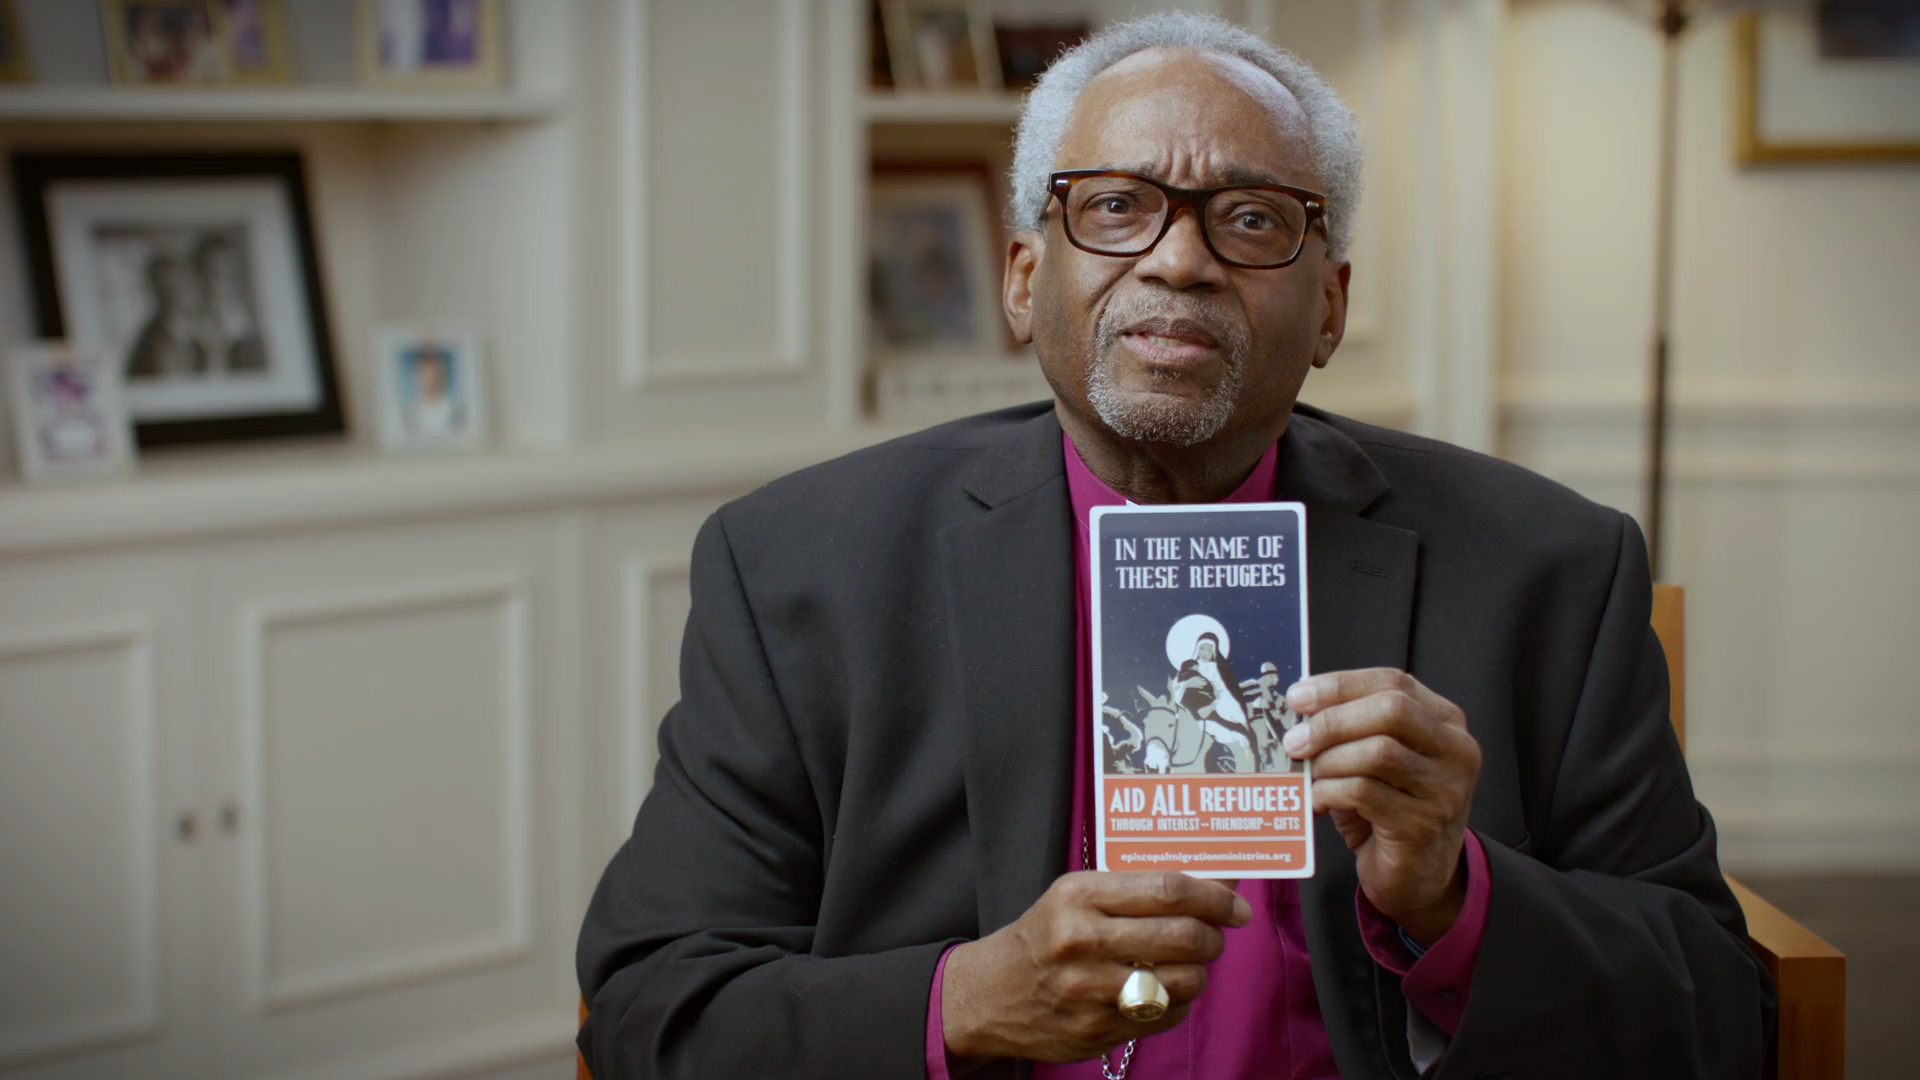 IN THE NAME OF
THESE REFUGEES
AID ALL REFUGEES
THROUGH INTEREST–FRIENDSHIP–GIFTS
episcopalmigrationministries.org